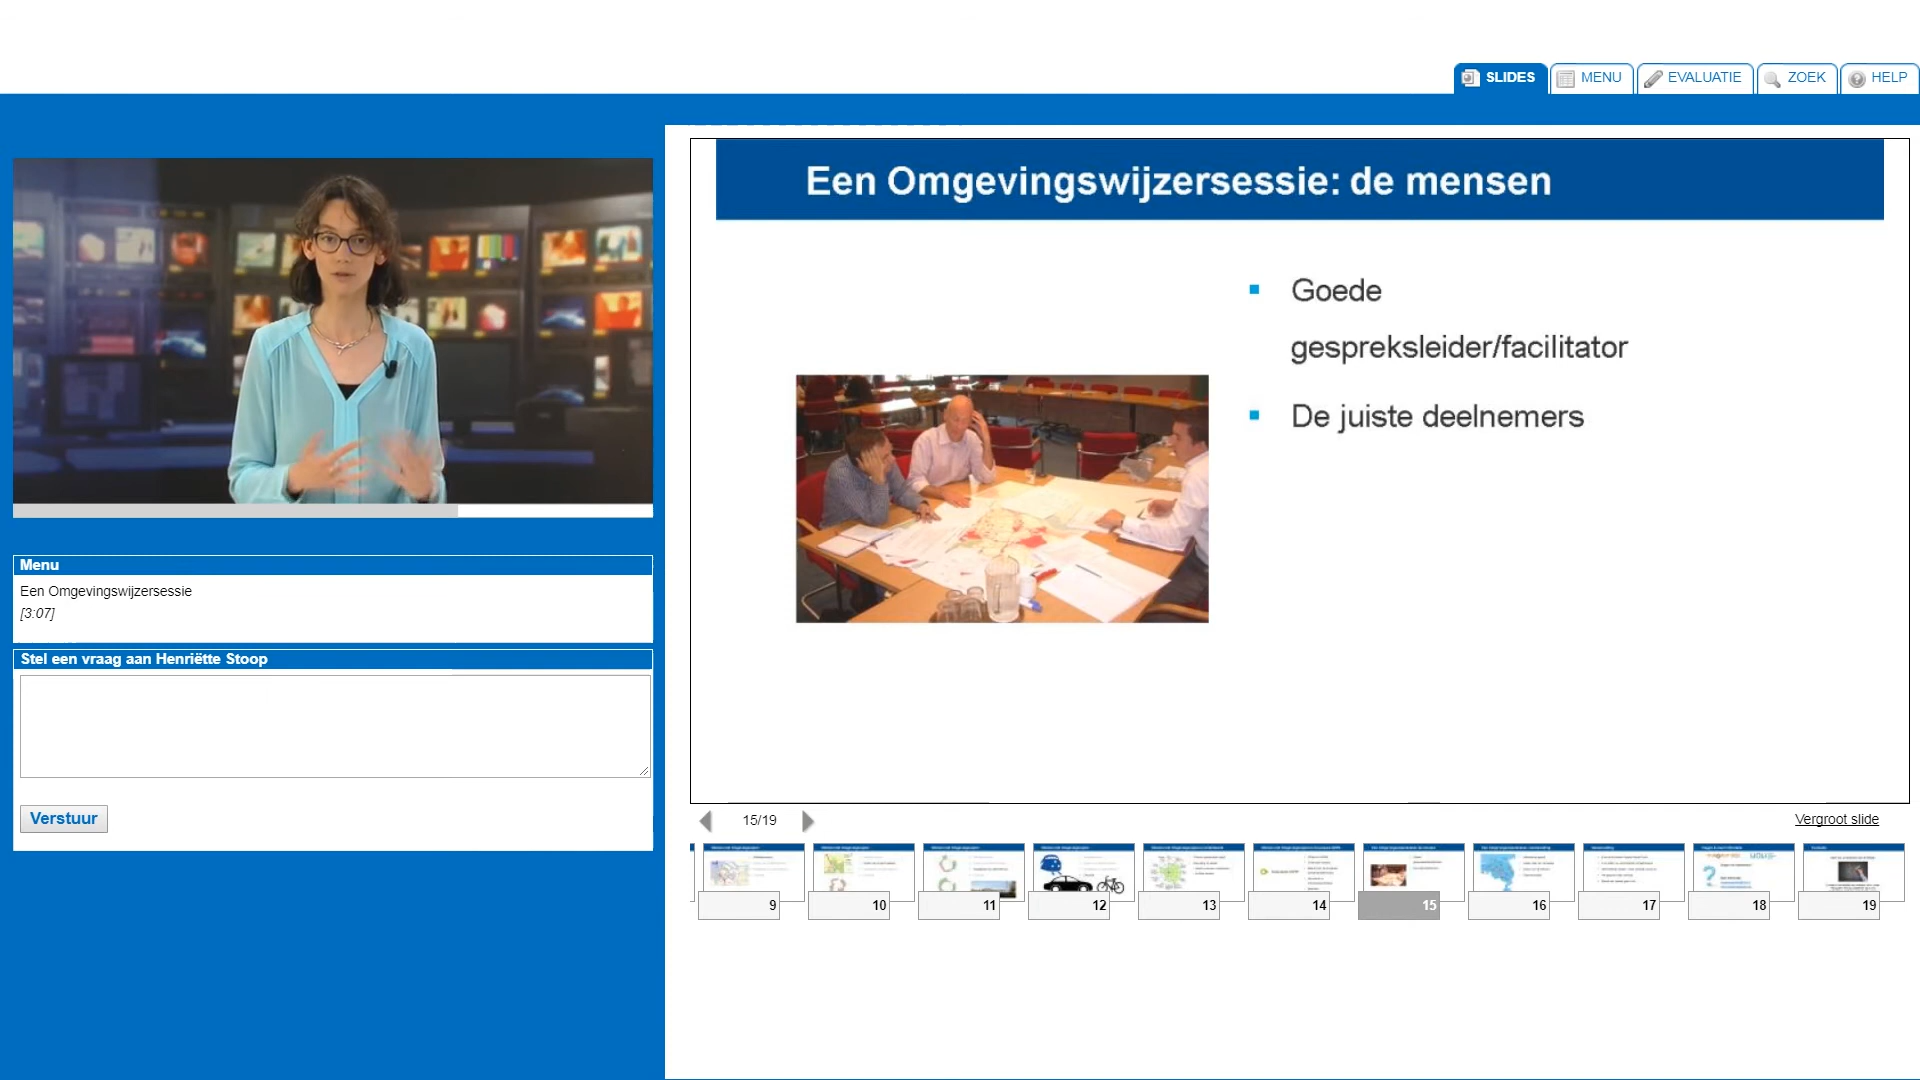 SLIDES
MENU
EVALUATIE
ZOEK
HELP
Een Omgevingswijzersessie: de mensen
Goede
gespreksleider/facilitator
De juiste deelnemers
Menu
Een Omgevingswijzersessie
[3:07]
Stel een vraag aan Henriëtte Stoop
Verstuur
15/19
Vergroot slide
9
10
11
12
13
14
15
16
17
18
19